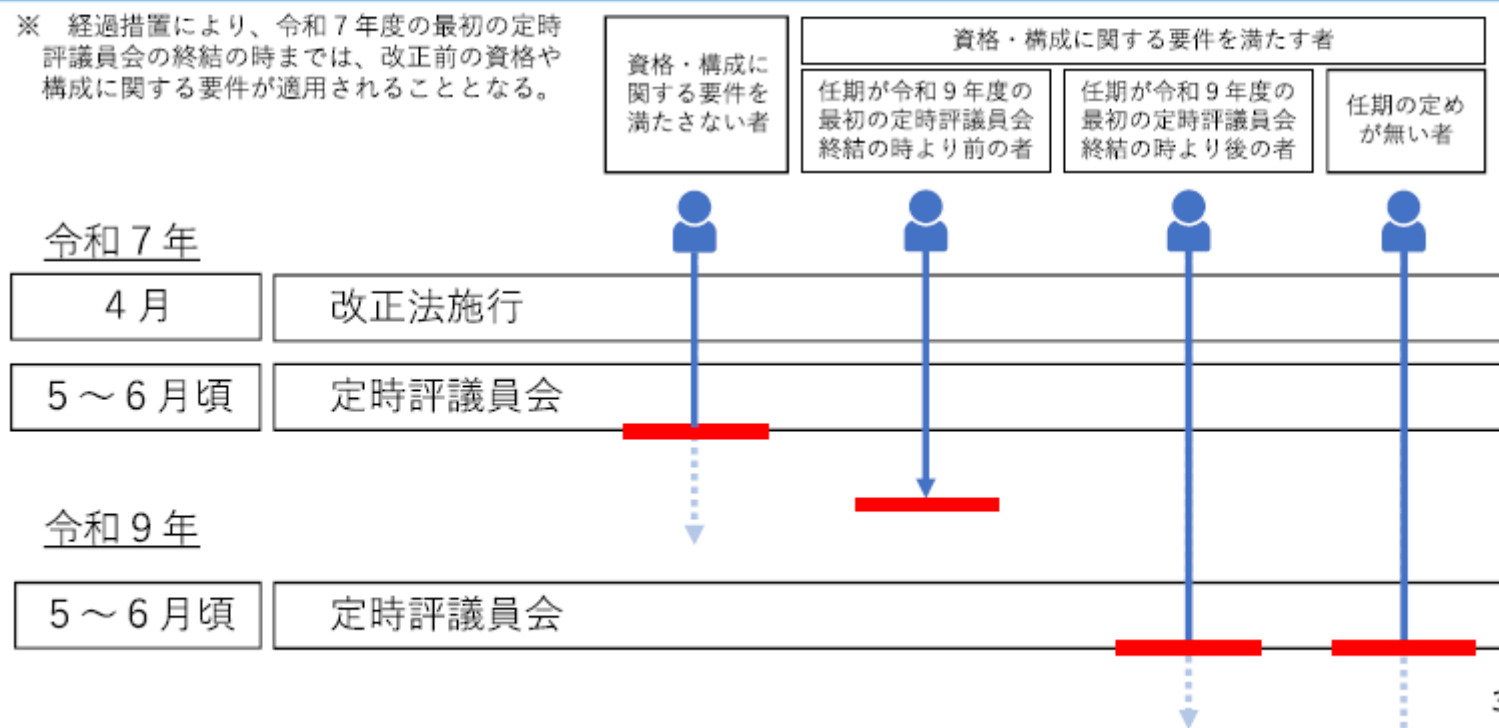 ※　経過措置により、令和７年度の最初の定時
評議員会の終結の時までは、改正前の資格や
構成に関する要件が適用されることとなる。
資格・構成に
関する要件を
満たさない者
資格・構成に関する要件を満たす者
任期が令和９年度の
最初の定時評議員会
終結の時より前の者
任期が令和９年度の
最初の定時評議員会
終結の時より後の者
任期の定め
が無い者
令和７年
４月
改正法施行
５～６月頃
定時評議員会
令和９年
５～６月頃
定時評議員会